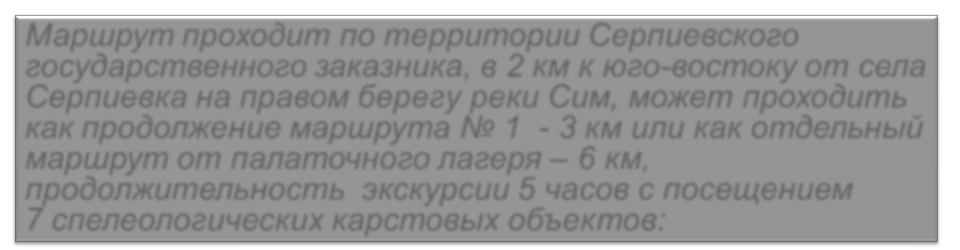 Маршрут проходит по территории Серпиевского
государственного заказника, в 2 км к юго-востоку от села
Серпиевка на правом берегу реки Сим, может проходить
как продолжение маршрута № 1  - 3 км или как отдельный
маршрут от палаточного лагеря – 6 км,
продолжительность  экскурсии 5 часов с посещением
7 спелеологических карстовых объектов: